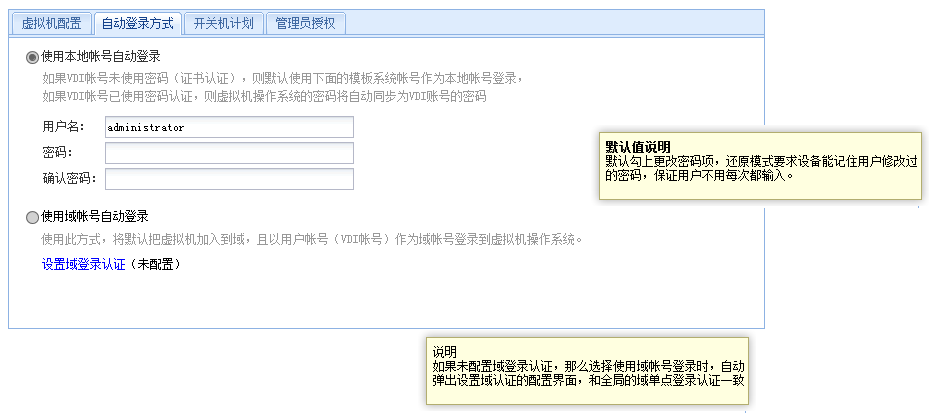 虚拟机配置 自动登录方式 开关机计划 管理员授权
使用本地帐号自动登录
如果VDI帐号未使用密码（证书认证），则默认使用下面的模板系统帐号作为本地帐号登录，
如果VDI帐号已使用密码认证，则虚拟机操作系统的密码将自动同步为VDI账号的密码
用户名： administrator
密码：
确认密码：
默认值说明
默认勾上更改密码项，还原模式要求设备能记住用户修改过
的密码，保证用户不用每次都输入。
使用域帐号自动登录
使用此方式，将默认把虚拟机加入到域，且以用户帐号（VDI帐号）作为域帐号登录到虚拟机操作系统。
设置域登录认证（未配置）
说明
如果未配置域登录认证，那么选择使用域帐号登录时，自动
弹出设置域认证的配置界面，和全局的域单点登录认证一致